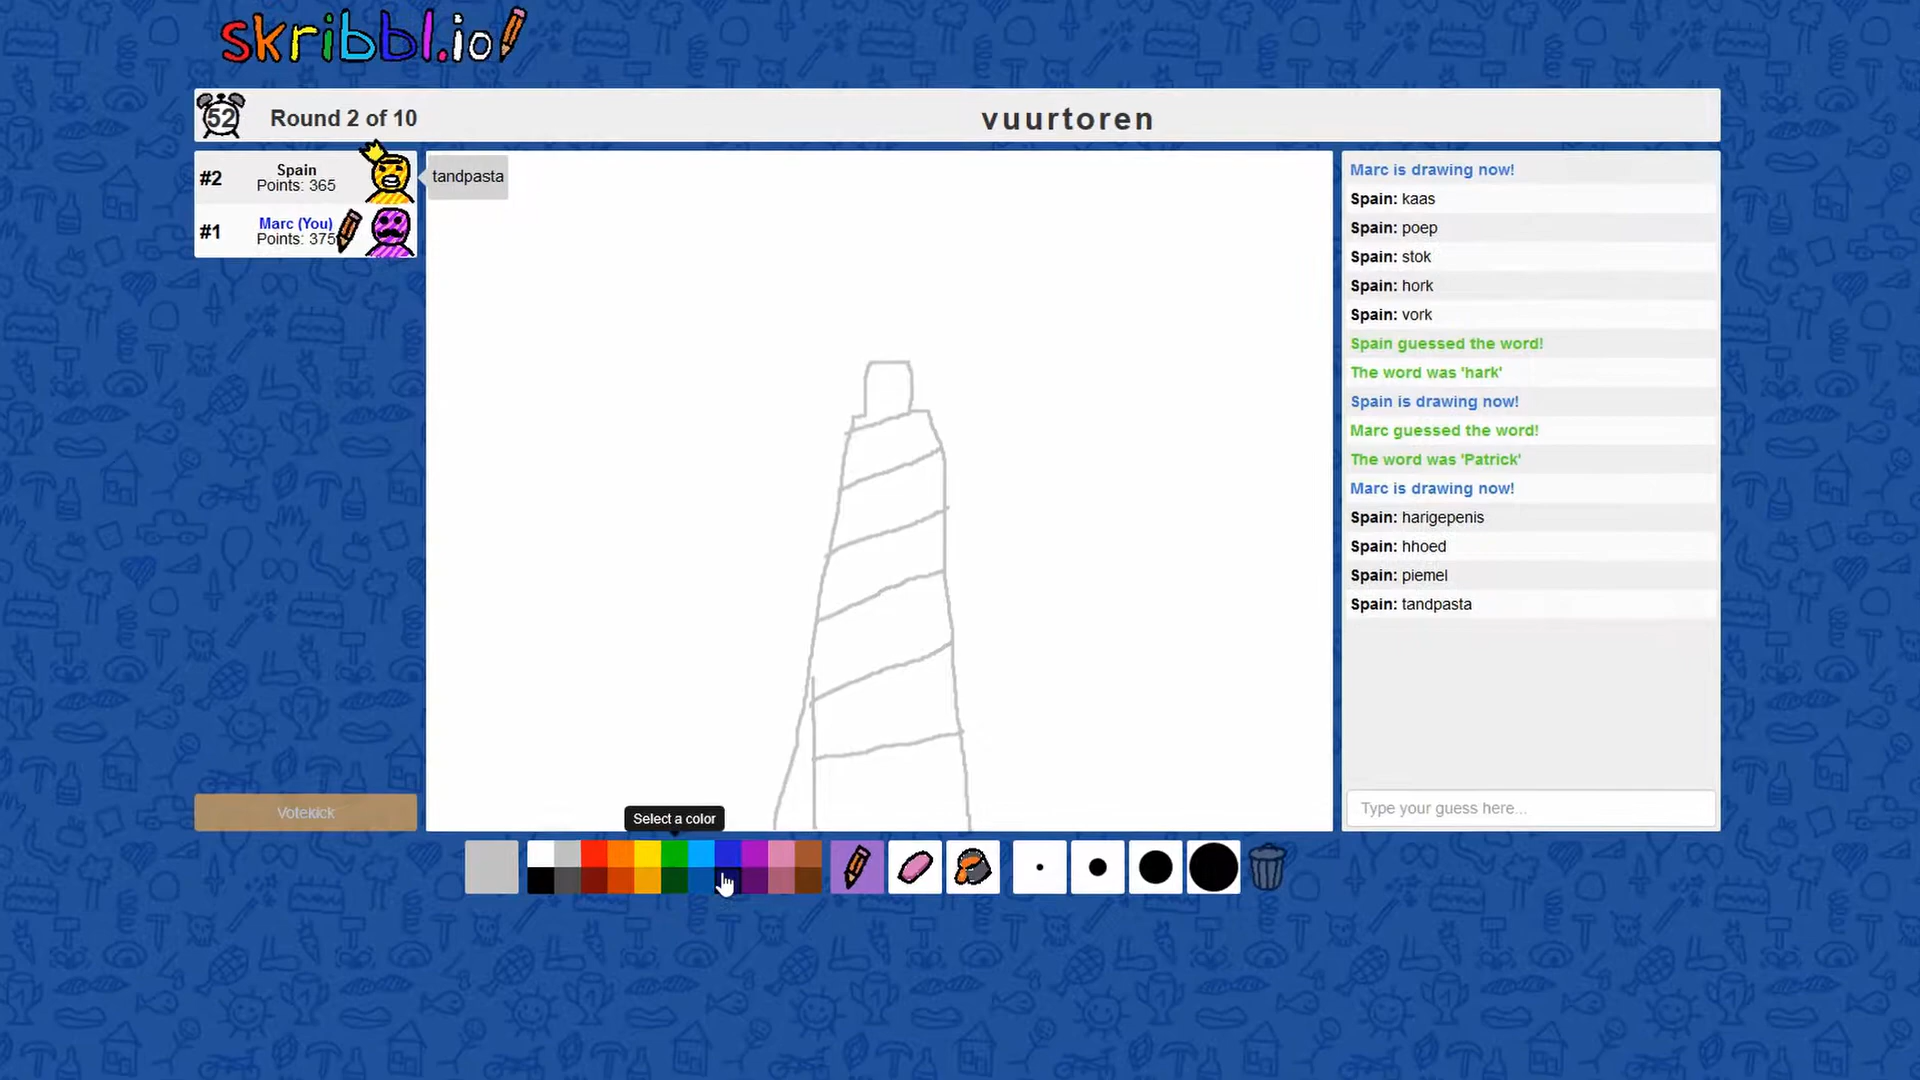 skribbl.io
52
Round 2 of 10
vuurtoren
#2
Spain
Points: 365
#1
Marc (You)
Points: 375
tandpasta
Marc is drawing now!
Spain: kaas
Spain: poep
Spain: stok
Spain: hork
Spain: vork
Spain guessed the word!
The word was 'hark'
Spain is drawing now!
Marc guessed the word!
The word was 'Patrick'
Marc is drawing now!
Spain: harigepenis
Spain: hhoed
Spain: piemel
Spain: tandpasta
Type your guess here...
Votekick
Select a color